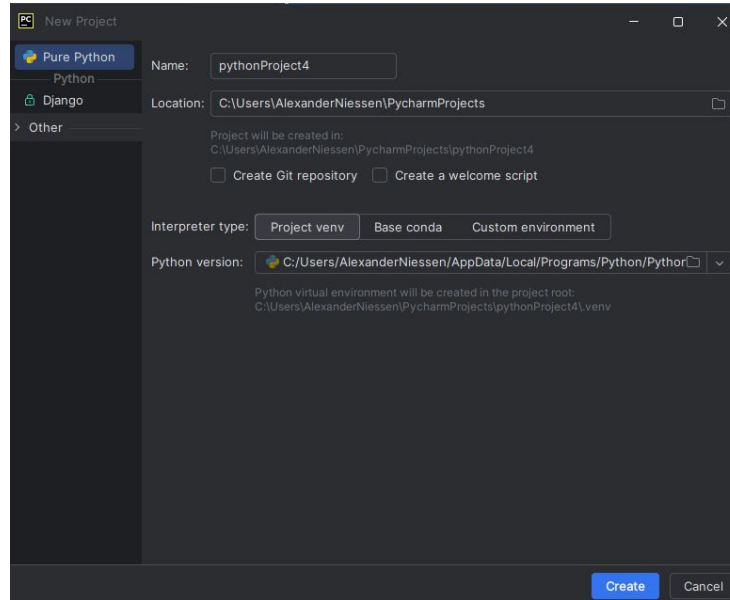 PC New Project
Pure Python
Python
Django
Other
Name: pythonProject4
Location: C:\Users\AlexanderNiessen\PycharmProjects
Project will be created in:
C:\Users\AlexanderNiessen\PycharmProjects\pythonProject4
Create Git repository Create a welcome script
Interpreter type: Project venv Base conda Custom environment
Python version: C:/Users/AlexanderNiessen/AppData/Local/Programs/Python/Python
Python virtual environment will be created in the project root:
C:\Users\AlexanderNiessen\PycharmProjects\pythonProject4\.venv
Create Cancel